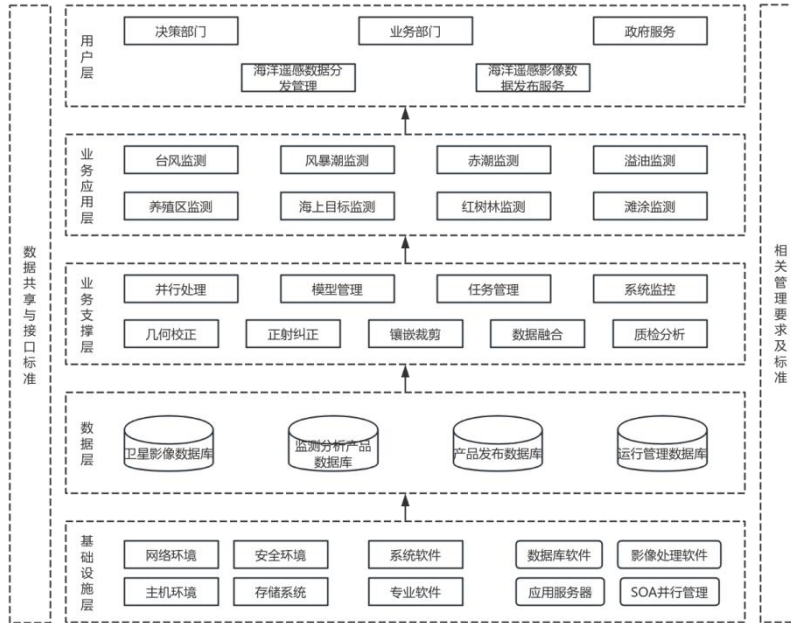 数据共享与接口标准
用户层
决策部门
业务部门
政府服务
海洋遥感数据分
发管理
海洋遥感影像数
据发布服务
业务应用层
台风监测
风暴潮监测
赤潮监测
溢油监测
养殖区监测
海上目标监测
红树林监测
滩涂监测
业务支撑层
并行处理
模型管理
任务管理
系统监控
几何校正
正射纠正
镶嵌裁剪
数据融合
质检分析
数据层
卫星影像数据库
监测分析产品
数据库
产品发布数据库
运行管理数据库
基础设施层
网络环境
安全环境
系统软件
数据库软件
影像处理软件
主机环境
存储系统
专业软件
应用服务器
SOA并行管理
相关管理要求及标准